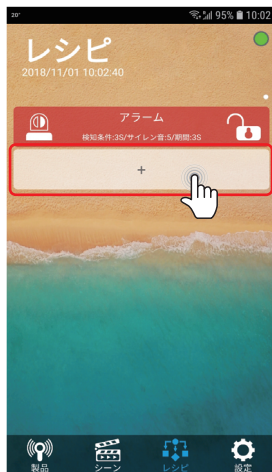 20° 95% 10:02
レシピ
2018/11/01 10:02:40
アラーム
検知条件:3S/サイレン音:5/期間:3S
+
製品 シーン レシピ 設定